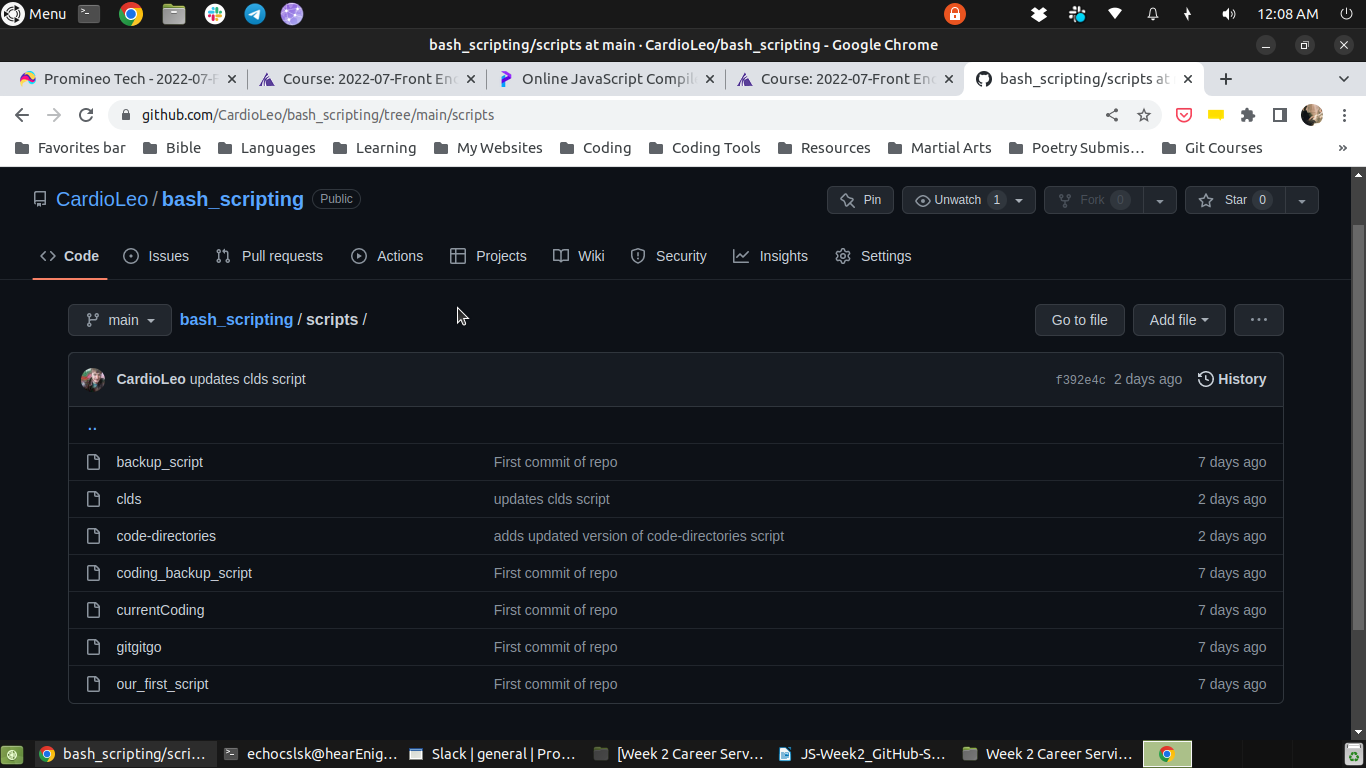 Menu 12:08 AM
bash_scripting/scripts at main · CardioLeo/bash_scripting - Google Chrome
Promineo Tech - 2022-07-F Course: 2022-07-Front Enc Online JavaScript Compile Course: 2022-07-Front Enc bash_scripting/scripts at
github.com/CardioLeo/bash_scripting/tree/main/scripts
Favorites bar Bible Languages Learning My Websites Coding Coding Tools Resources Martial Arts Poetry Submis… Git Courses »
CardioLeo / bash_scripting Public Pin Unwatch 1 Fork 0 Star 0
Code Issues Pull requests Actions Projects Wiki Security Insights Settings
main bash_scripting / scripts / Go to file Add file ···
CardioLeo updates clds script f392e4c 2 days ago History
..
backup_script First commit of repo 7 days ago
clds updates clds script 2 days ago
code-directories adds updated version of code-directories script 2 days ago
coding_backup_script First commit of repo 7 days ago
currentCoding First commit of repo 7 days ago
gitgitgo First commit of repo 7 days ago
our_first_script First commit of repo 7 days ago
bash_scripting/scri… echocslsk@hearEnig… Slack | general | Pro… [Week 2 Career Serv… JS-Week2_GitHub-S… Week 2 Career Servi…